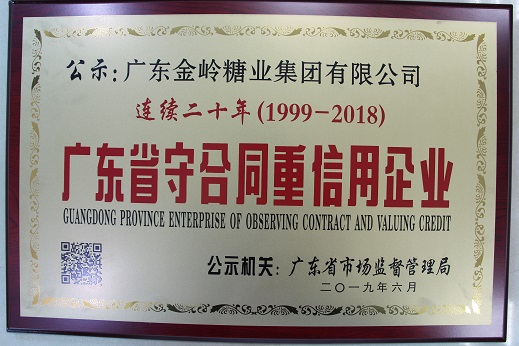 公示:广东金岭糖业集团有限公司
连续二十年(1999-2018)
广东省守合同重信用企业
GUANGDONG PROVINCE ENTERPRISE OF OBSERVING CONTRACT AND VALUING CREDIT
公示机关:广东省市场监督管理局
二〇一九年六月